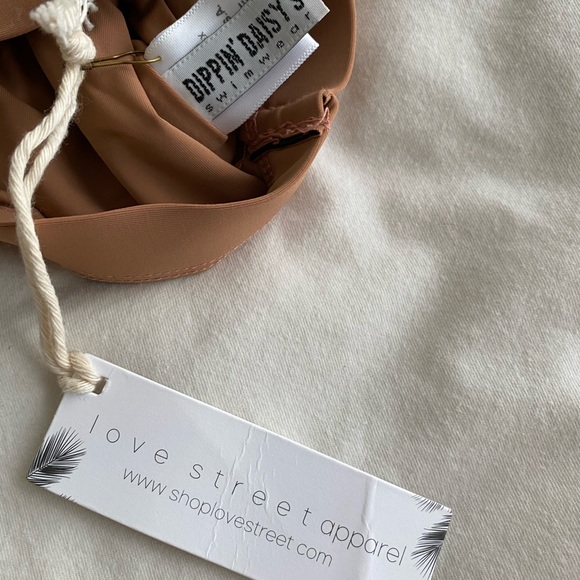 DIPPIN' DAISY'S
swimwear
love street apparel
www.shoplovestreet.com